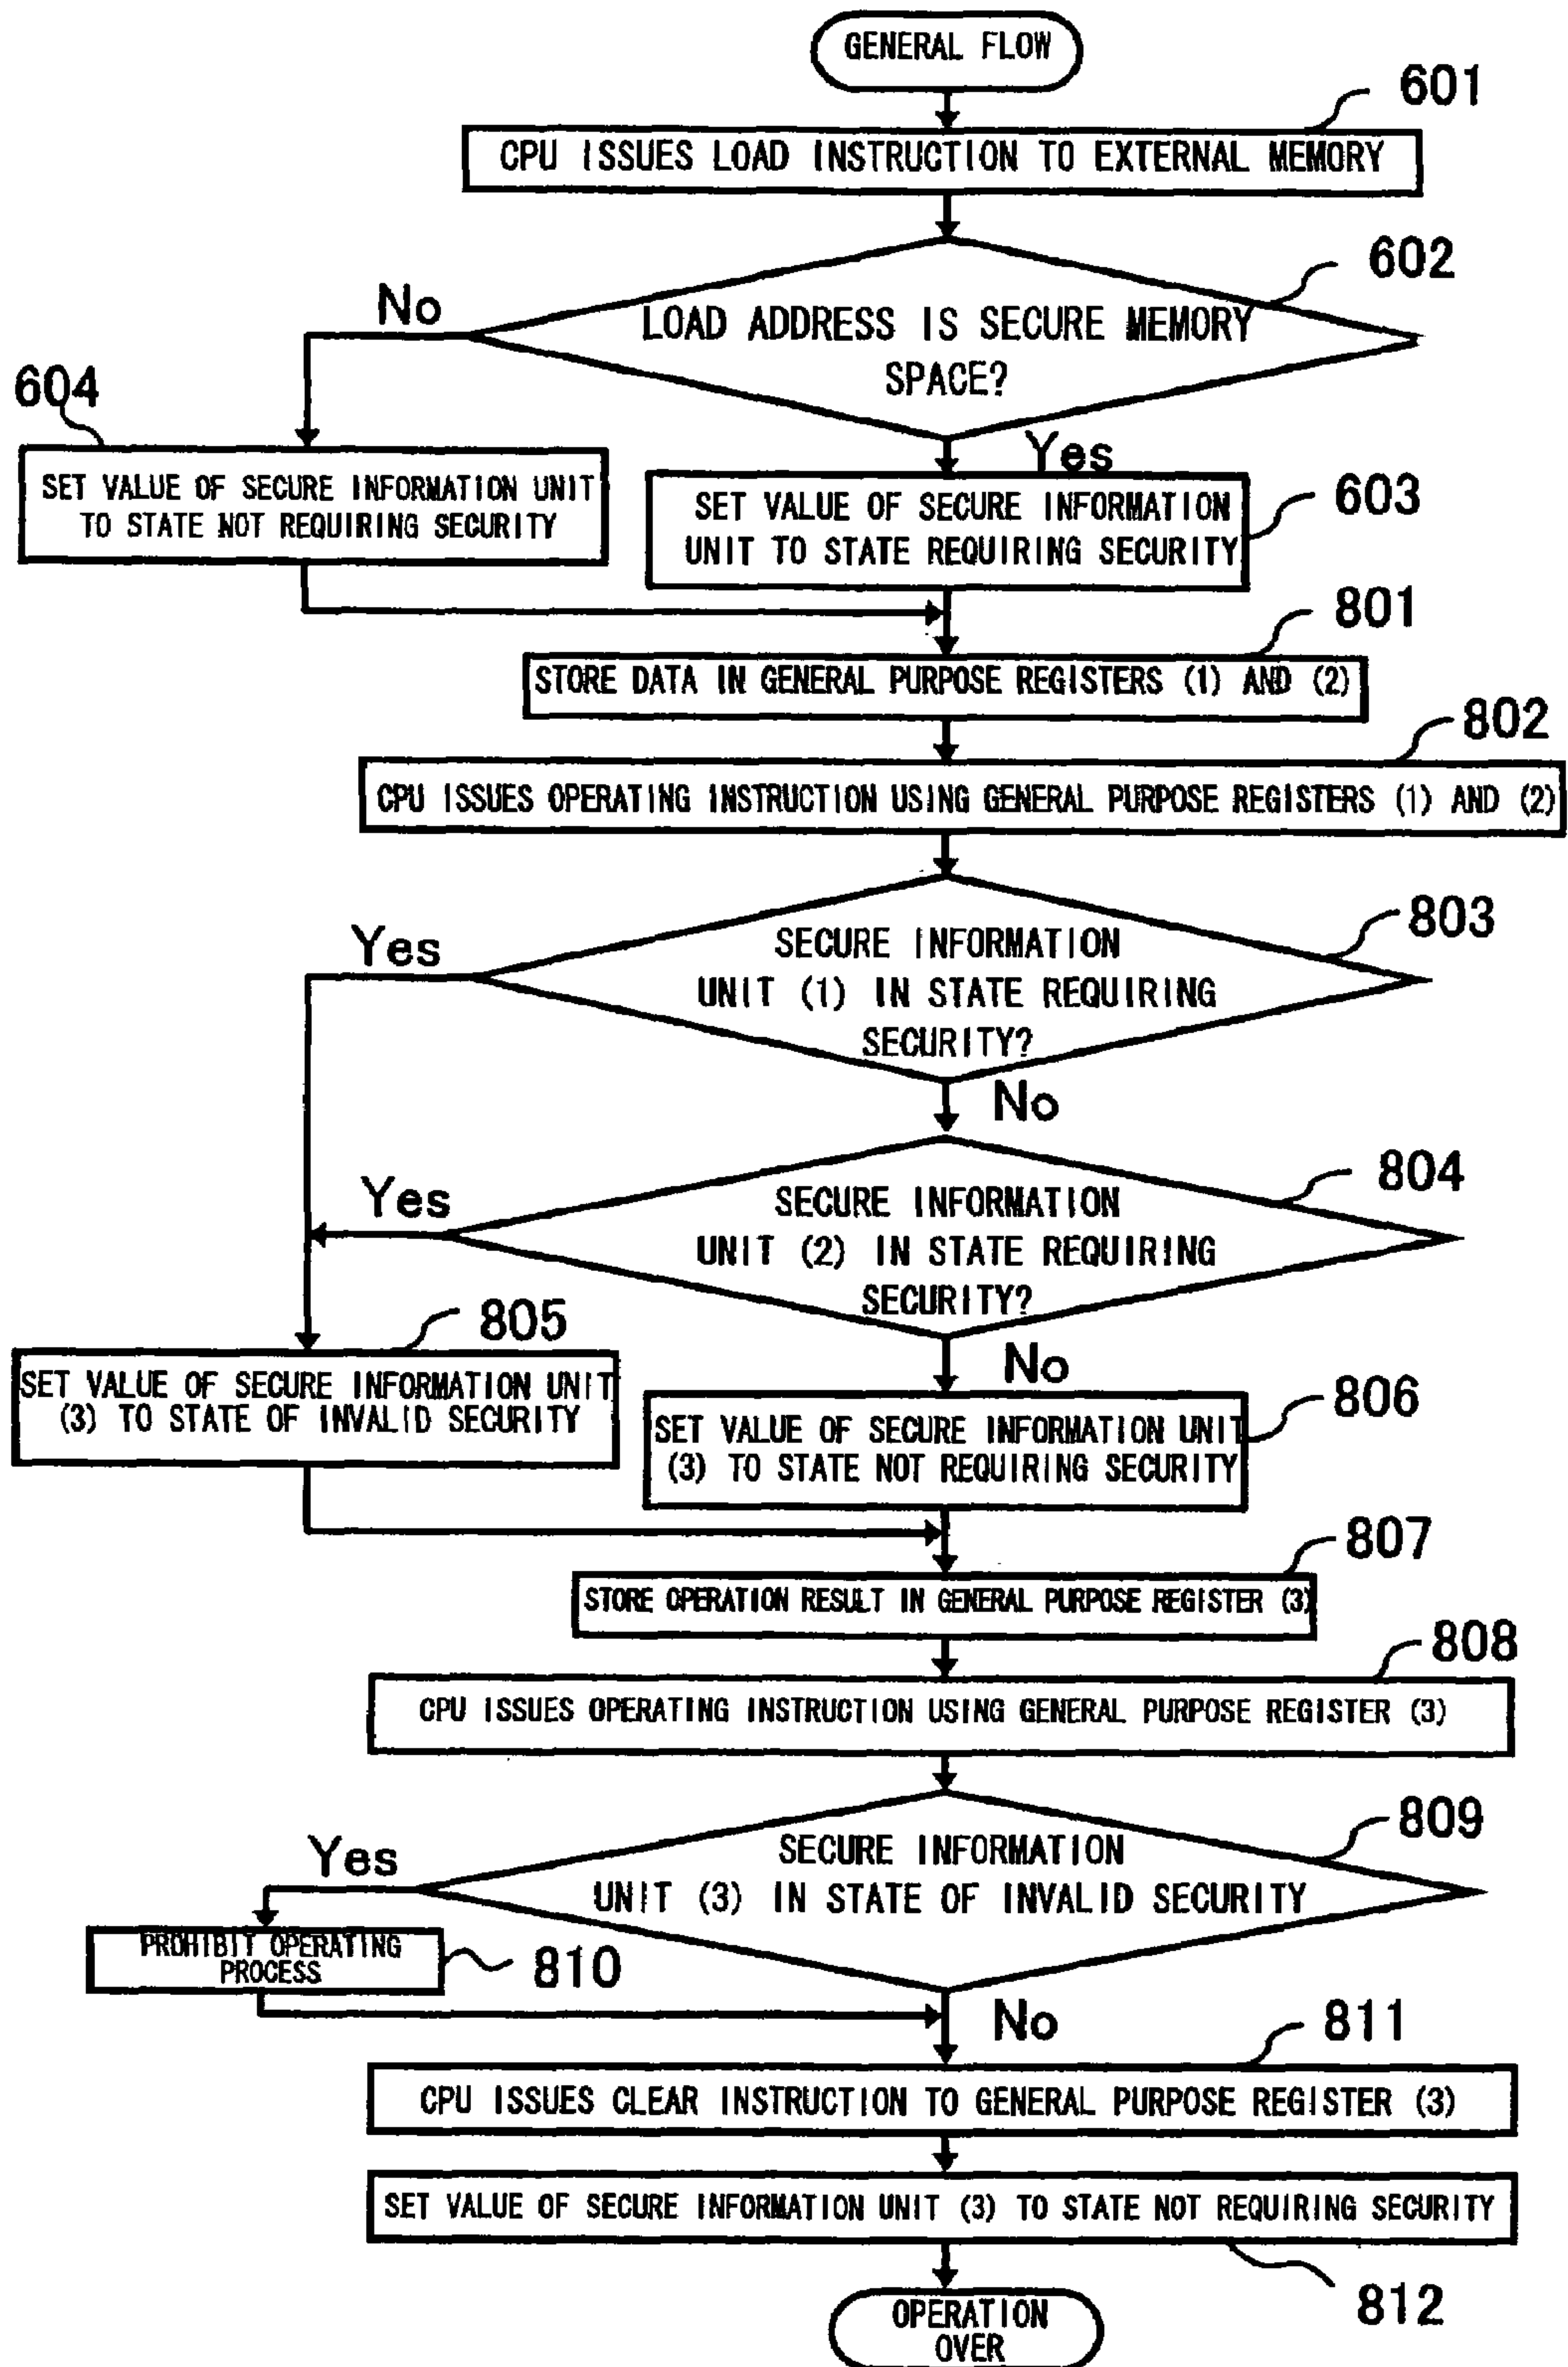 GENERAL FLOW
601
CPU ISSUES LOAD INSTRUCTION TO EXTERNAL MEMORY
602
No
LOAD ADDRESS IS SECURE MEMORY
SPACE?
604
Yes
SET VALUE OF SECURE INFORMATION UNIT
TO STATE NOT REQUIRING SECURITY
SET VALUE OF SECURE INFORMATION
UNIT TO STATE REQUIRING SECURITY
603
801
STORE DATA IN GENERAL PURPOSE REGISTERS (1) AND (2)
802
CPU ISSUES OPERATING INSTRUCTION USING GENERAL PURPOSE REGISTERS (1) AND (2)
803
Yes
SECURE INFORMATION
UNIT (1) IN STATE REQUIRING
SECURITY?
No
804
Yes
SECURE INFORMATION
UNIT (2) IN STATE REQUIRING
SECURITY?
805
No
SET VALUE OF SECURE INFORMATION UNIT
(3) TO STATE OF INVALID SECURITY
806
SET VALUE OF SECURE INFORMATION UNIT
(3) TO STATE NOT REQUIRING SECURITY
807
STORE OPERATION RESULT IN GENERAL PURPOSE REGISTER (3)
808
CPU ISSUES OPERATING INSTRUCTION USING GENERAL PURPOSE REGISTER (3)
809
Yes
SECURE INFORMATION
UNIT (3) IN STATE OF INVALID SECURITY
PROHIBIT OPERATING
PROCESS
810
No
811
CPU ISSUES CLEAR INSTRUCTION TO GENERAL PURPOSE REGISTER (3)
SET VALUE OF SECURE INFORMATION UNIT (3) TO STATE NOT REQUIRING SECURITY
812
OPERATION
OVER